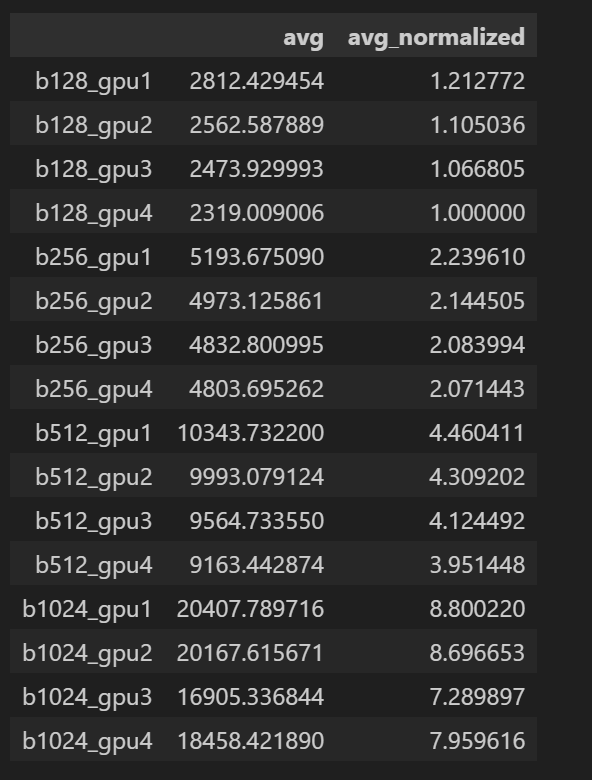 avg avg_normalized
b128_gpu1 2812.429454 1.212772
b128_gpu2 2562.587889 1.105036
b128_gpu3 2473.929993 1.066805
b128_gpu4 2319.009006 1.000000
b256_gpu1 5193.675090 2.239610
b256_gpu2 4973.125861 2.144505
b256_gpu3 4832.800995 2.083994
b256_gpu4 4803.695262 2.071443
b512_gpu1 10343.732200 4.460411
b512_gpu2 9993.079124 4.309202
b512_gpu3 9564.733550 4.124492
b512_gpu4 9163.442874 3.951448
b1024_gpu1 20407.789716 8.800220
b1024_gpu2 20167.615671 8.696653
b1024_gpu3 16905.336844 7.289897
b1024_gpu4 18458.421890 7.959616